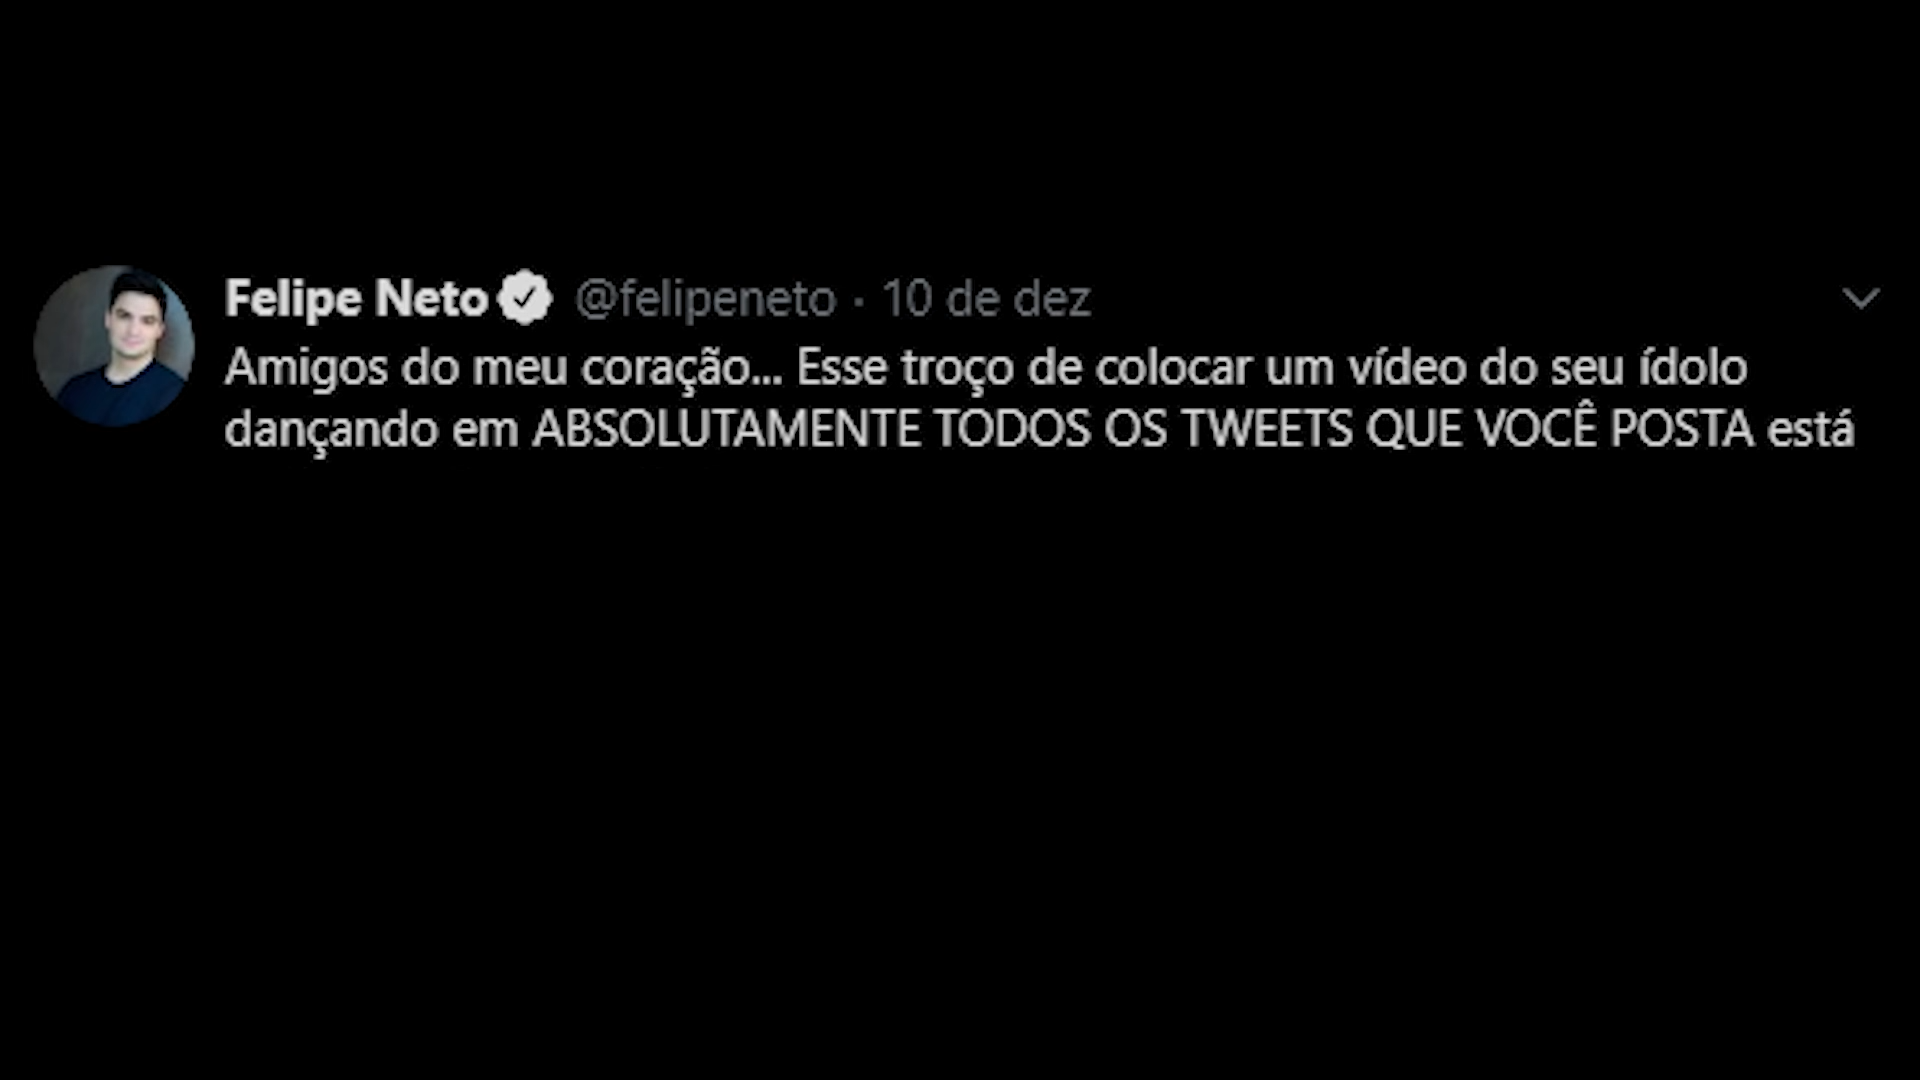 Felipe Neto @felipeneto · 10 de dez
Amigos do meu coração... Esse troço de colocar um vídeo do seu ídolo
dançando em ABSOLUTAMENTE TODOS OS TWEETS QUE VOCÊ POSTA está